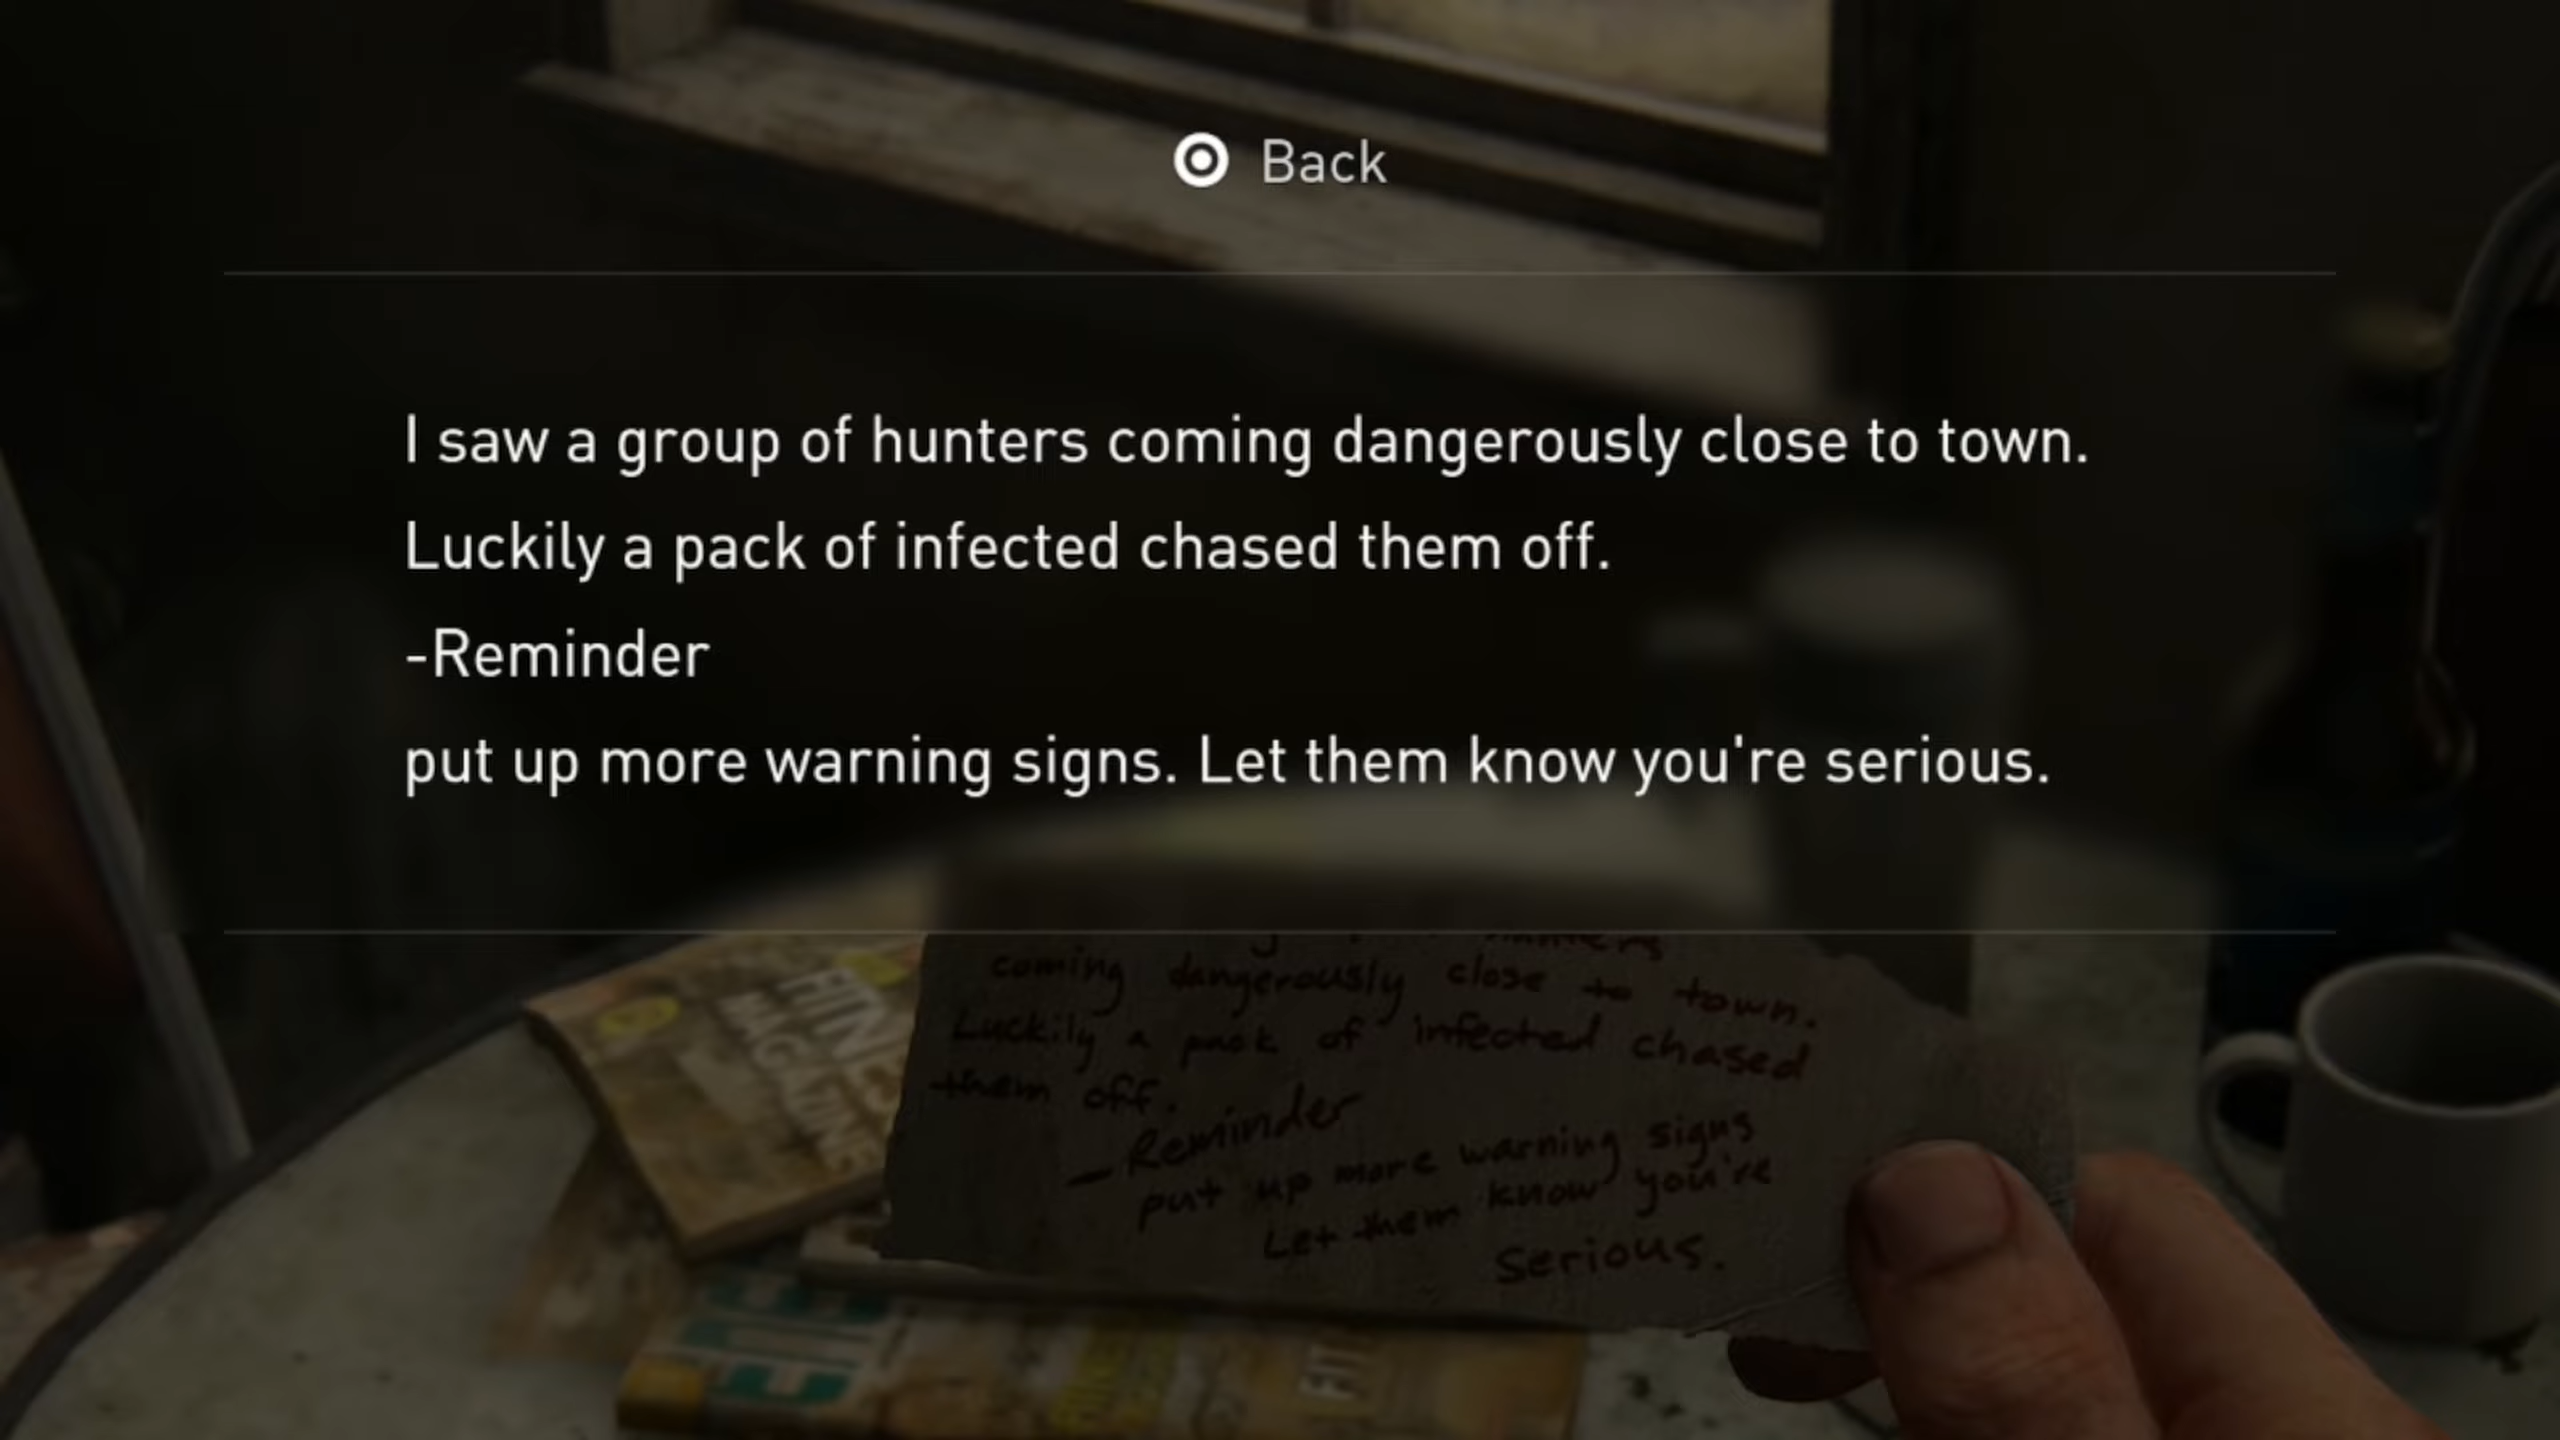 Back
I saw a group of hunters coming dangerously close to town.
Luckily a pack of infected chased them off.
-Reminder
put up more warning signs. Let them know you're serious.
coming dangerously close to town.
Luckily a pack of infected chased
them off.
- Reminder
put up more warning signs
Let them know you're
serious.
MAGAZINE